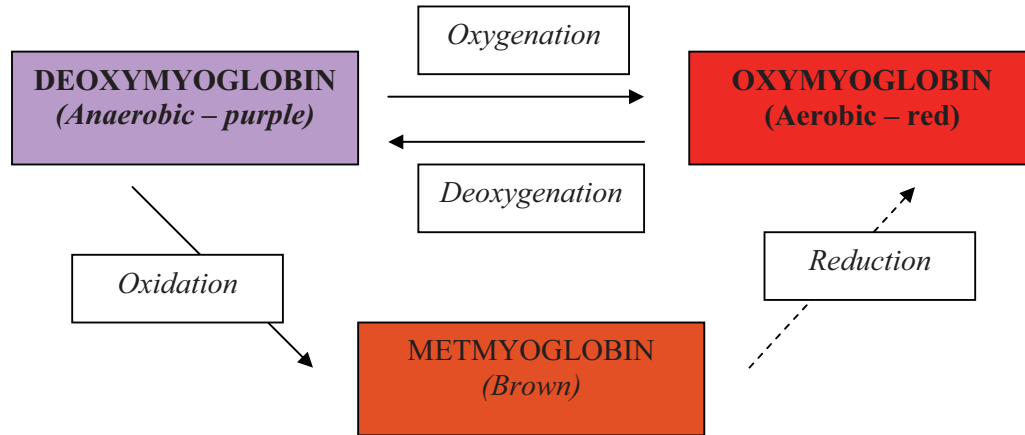 Oxygenation
DEOXYMYOGLOBIN
(Anaerobic – purple)
OXYMYOGLOBIN
(Aerobic – red)
Deoxygenation
Oxidation
Reduction
METMYOGLOBIN
(Brown)